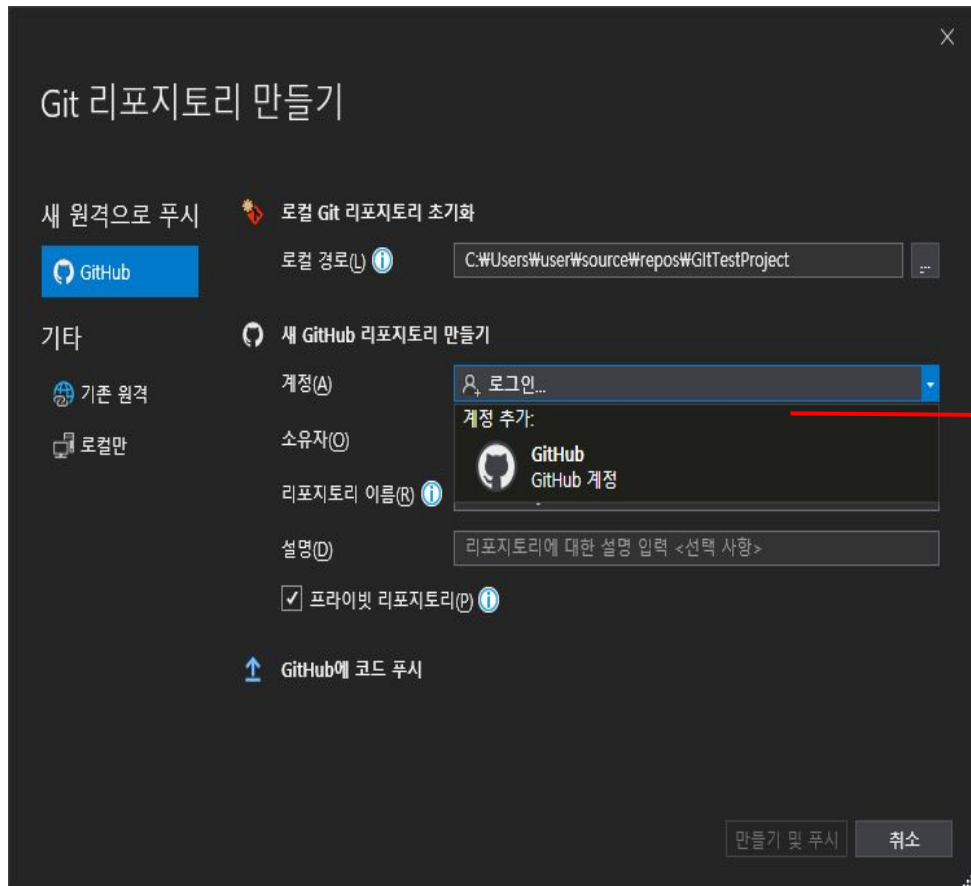 Git 리포지토리 만들기
새 원격으로 푸시
GitHub
기타
기존 원격
로컬만
로컬 Git 리포지토리 초기화
로컬 경로(L)
C:₩Users₩user₩source₩repos₩GItTestProject
...
새 GitHub 리포지토리 만들기
계정(A)
로그인...
계정 추가:
GitHub
GitHub 계정
소유자(O)
리포지토리 이름(R)
설명(D)
리포지토리에 대한 설명 입력 <선택 사항>
프라이빗 리포지토리(P)
GitHub에 코드 푸시
만들기 및 푸시
취소